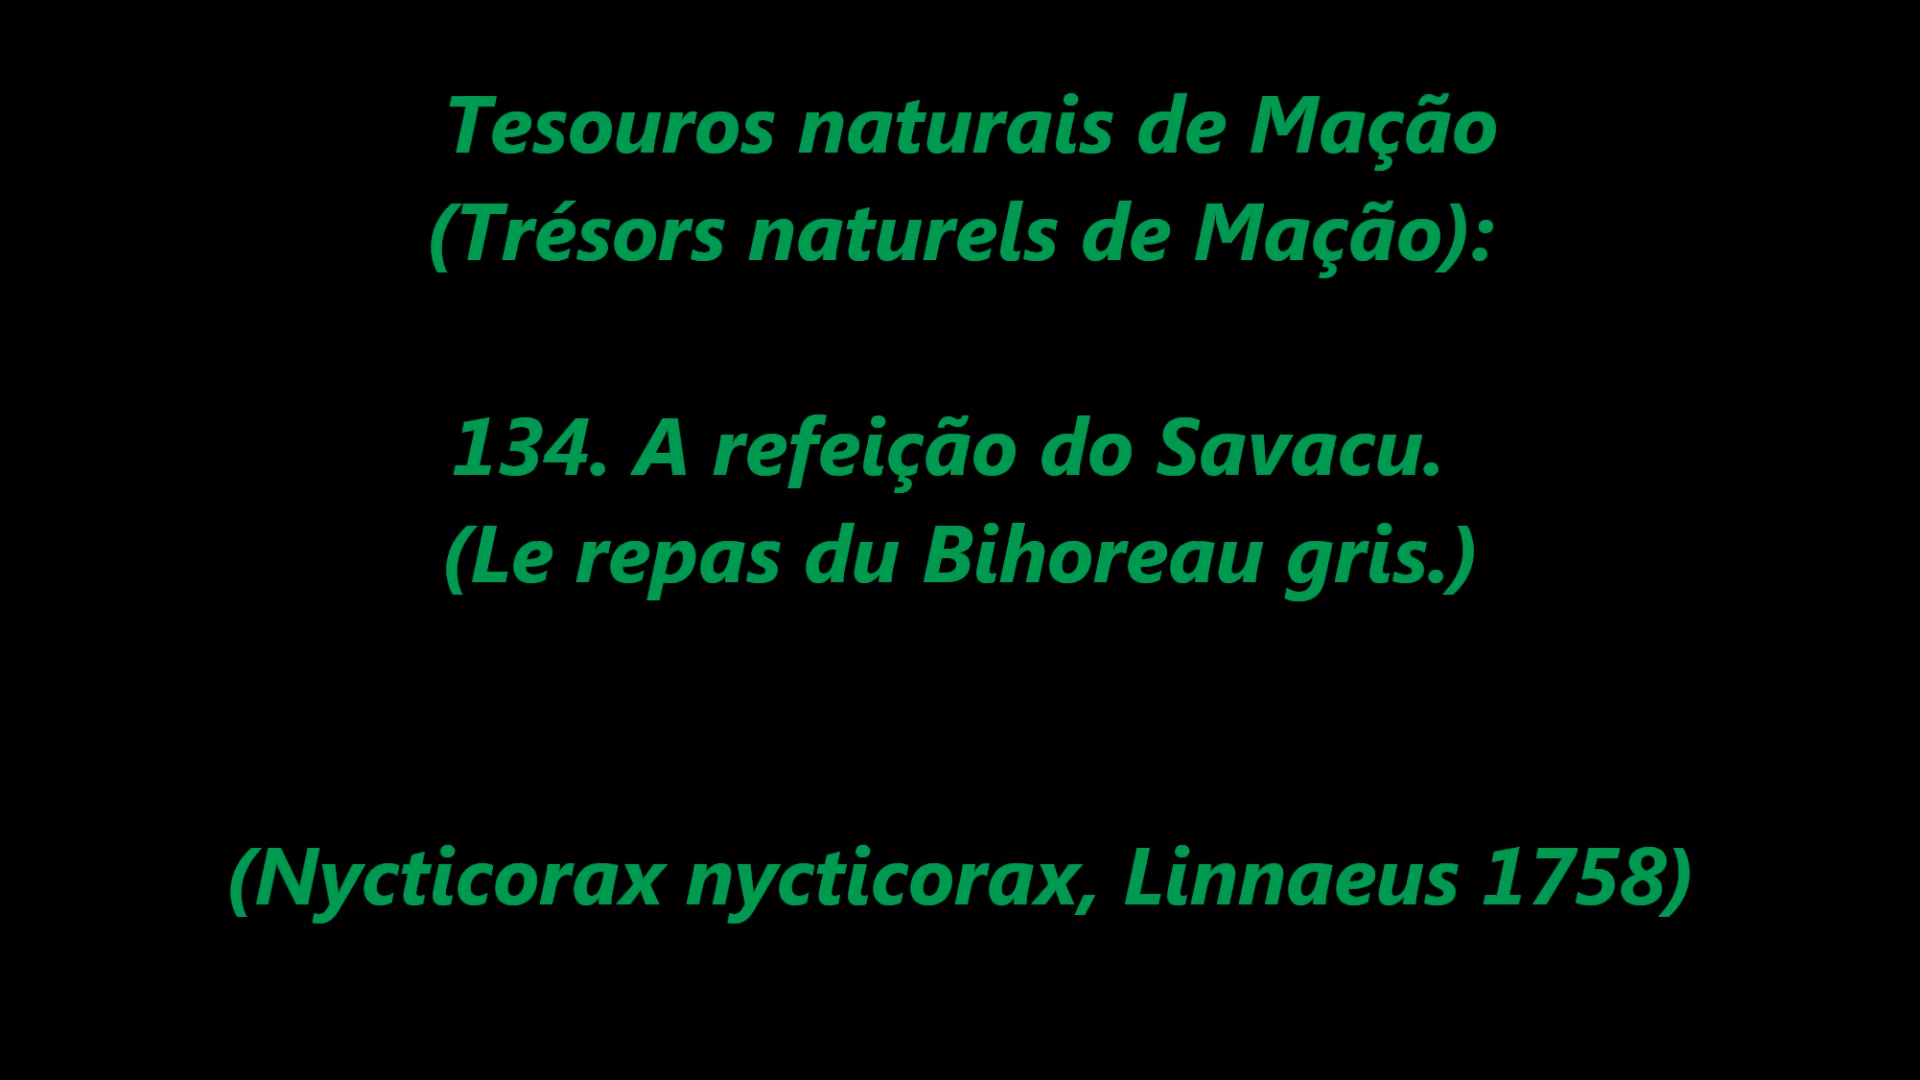 Tesouros naturais de Mação
(Trésors naturels de Mação):
134. A refeição do Savacu.
(Le repas du Bihoreau gris.)
(Nycticorax nycticorax, Linnaeus 1758)